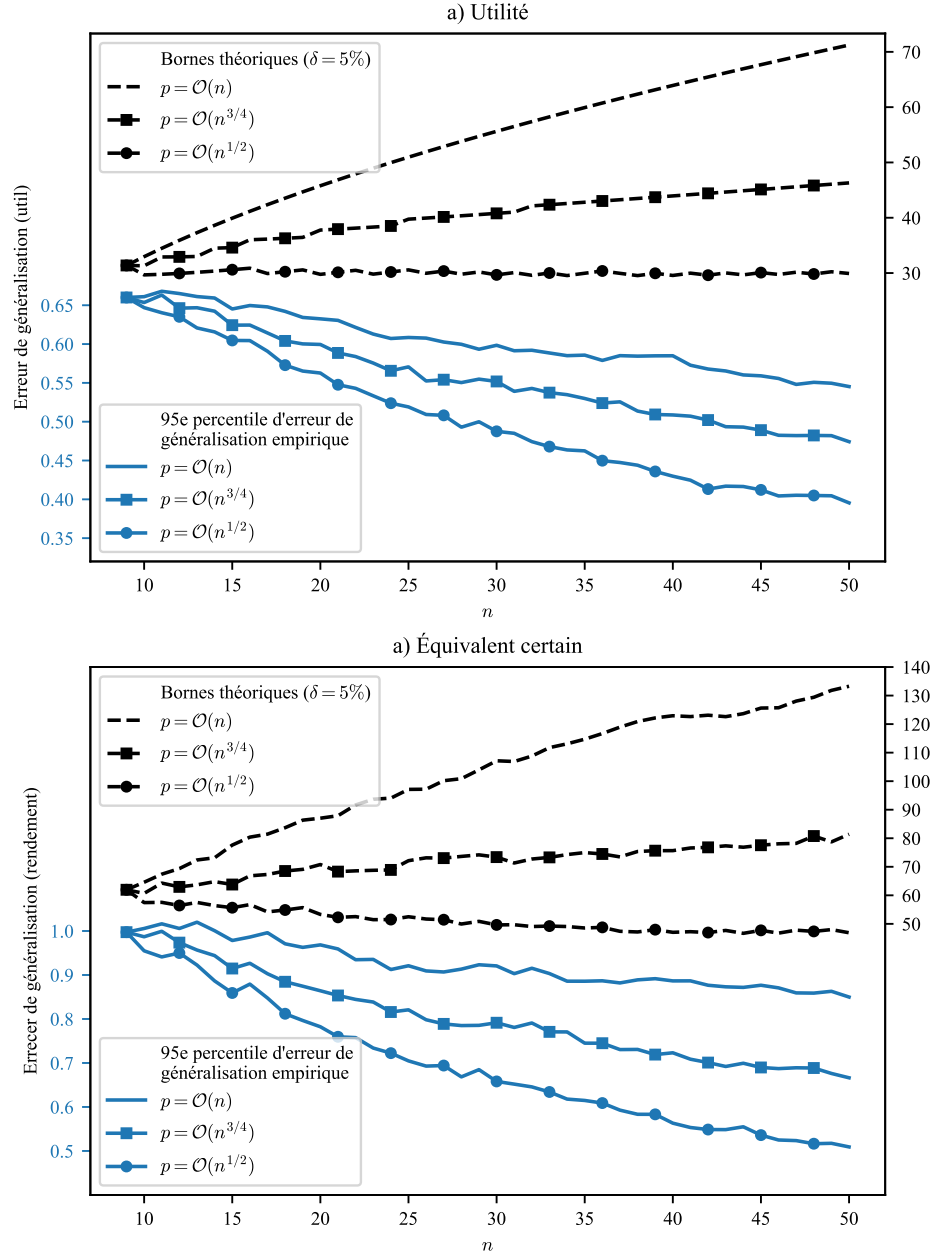 a) Utilité
Bornes théoriques (δ = 5%)
p = O(n)
p = O(n^{3/4})
p = O(n^{1/2})
70
60
50
40
30
Erreur de généralisation (util)
0.65
0.60
0.55
0.50
0.45
0.40
0.35
95e percentile d'erreur de
généralisation empirique
p = O(n)
p = O(n^{3/4})
p = O(n^{1/2})
10 15 20 25 30 35 40 45 50
n
a) Équivalent certain
Bornes théoriques (δ = 5%)
p = O(n)
p = O(n^{3/4})
p = O(n^{1/2})
140
130
120
110
100
90
80
70
60
50
Errecer de généralisation (rendement)
1.0
0.9
0.8
0.7
0.6
0.5
95e percentile d'erreur de
généralisation empirique
p = O(n)
p = O(n^{3/4})
p = O(n^{1/2})
10 15 20 25 30 35 40 45 50
n